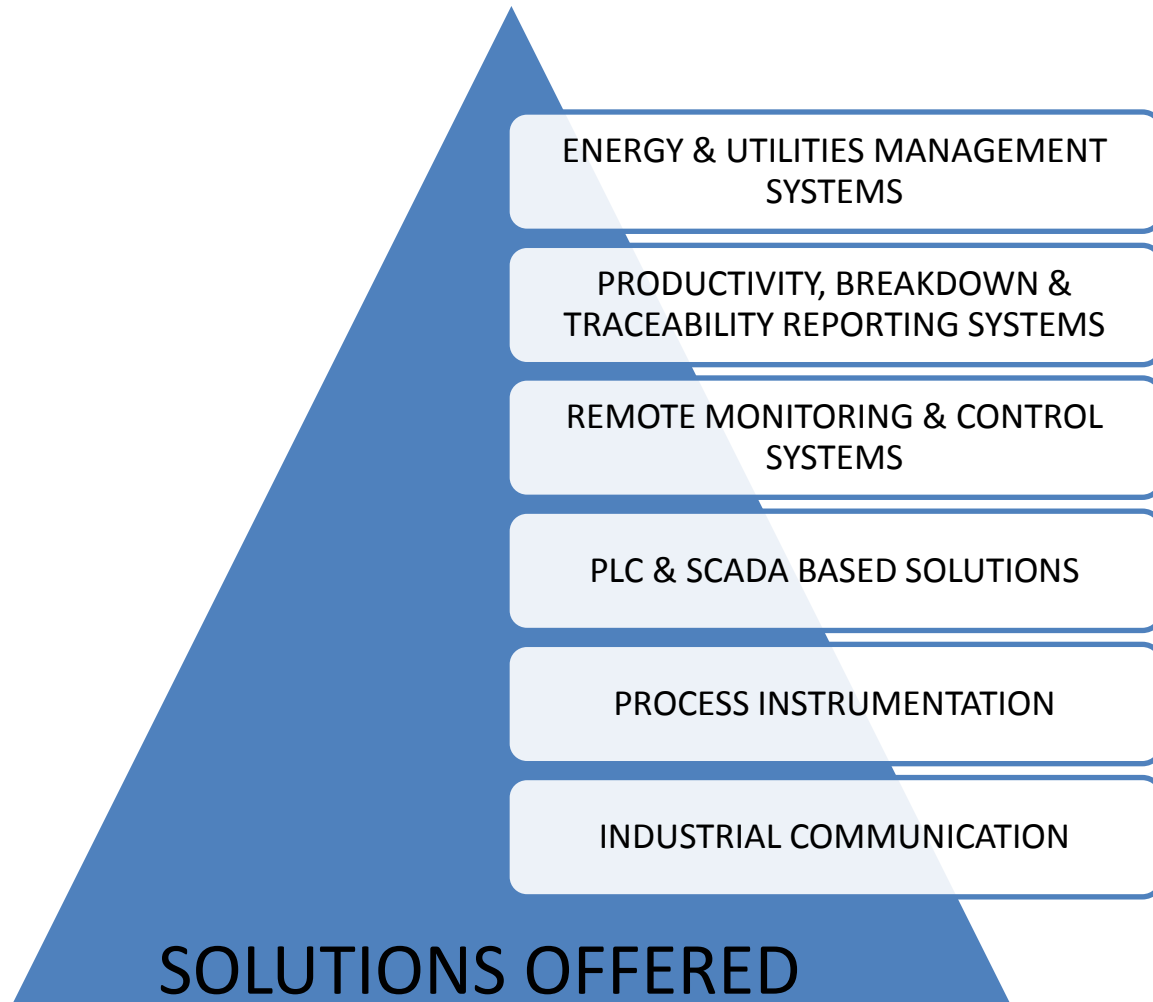 ENERGY & UTILITIES MANAGEMENT
SYSTEMS
PRODUCTIVITY, BREAKDOWN &
TRACEABILITY REPORTING SYSTEMS
REMOTE MONITORING & CONTROL
SYSTEMS
PLC & SCADA BASED SOLUTIONS
PROCESS INSTRUMENTATION
INDUSTRIAL COMMUNICATION
SOLUTIONS OFFERED